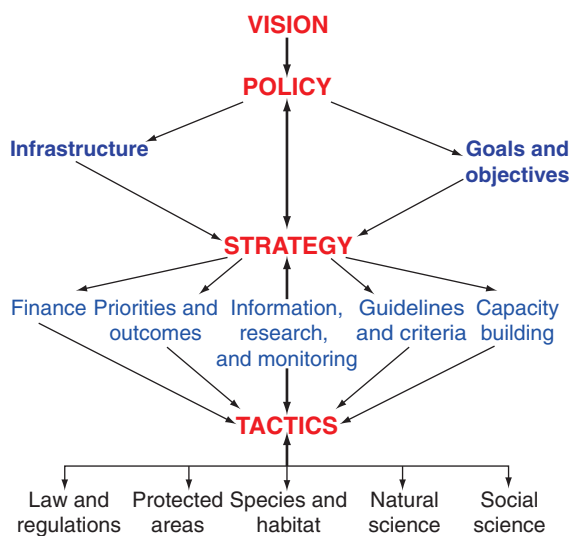 VISION
POLICY
Infrastructure
Goals and
objectives
STRATEGY
Finance
Priorities and
outcomes
Information,
research,
and monitoring
Guidelines
and criteria
Capacity
building
TACTICS
Law and
regulations
Protected
areas
Species and
habitat
Natural
science
Social
science